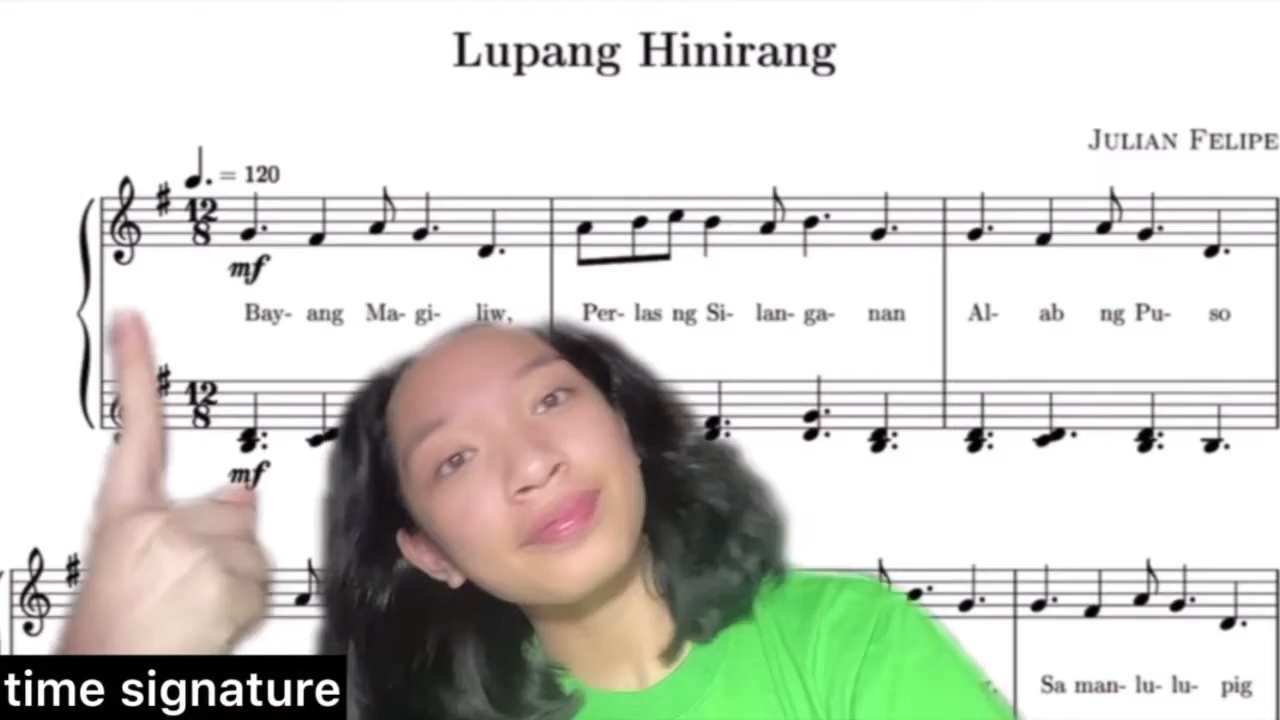 Lupang Hinirang
JULIAN FELIPE
= 120
12
8
mf
Bay- ang Ma- gi- liw, Per- las ng Si- lan- ga- nan Al- ab ng Pu- so
12
8
mf
Sa man- lu- lu- pig
time signature